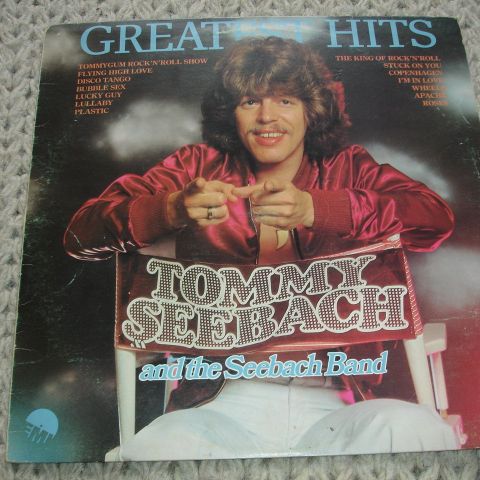 GREATEST HITS
TOMMYGUM ROCK'N'ROLL SHOW
FLYING HIGH LOVE
DISCO TANGO
BUBBLE SEX
LUCKY GUY
LULLABY
PLASTIC
THE KING OF ROCK'N'ROLL
STUCK ON YOU
COPENHAGEN
I'M IN LOVE
WHEELS
APACHE
ROSES
TOMMY
SEEBACH
and the Seebach Band
EMI